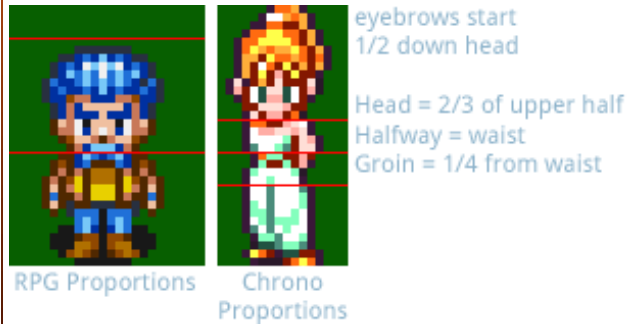 eyebrows start
1/2 down head
Head = 2/3 of upper half
Halfway = waist
Groin = 1/4 from waist
RPG Proportions
Chrono
Proportions